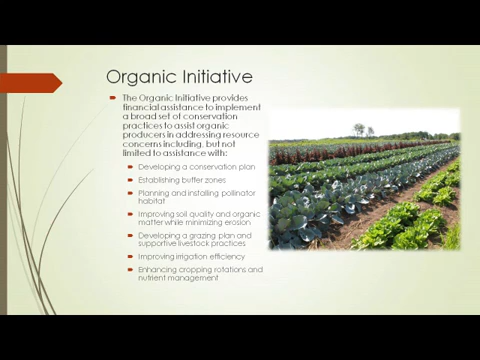 Organic Initiative
The Organic Initiative provides
financial assistance to implement
a broad set of conservation
practices to assist organic
producers in addressing resource
concerns including, but not
limited to assistance with:
Developing a conservation plan
Establishing buffer zones
Planning and installing pollinator
habitat
Improving soil quality and organic
matter while minimizing erosion
Developing a grazing plan and
supportive livestock practices
Improving irrigation efficiency
Enhancing cropping rotations and
nutrient management